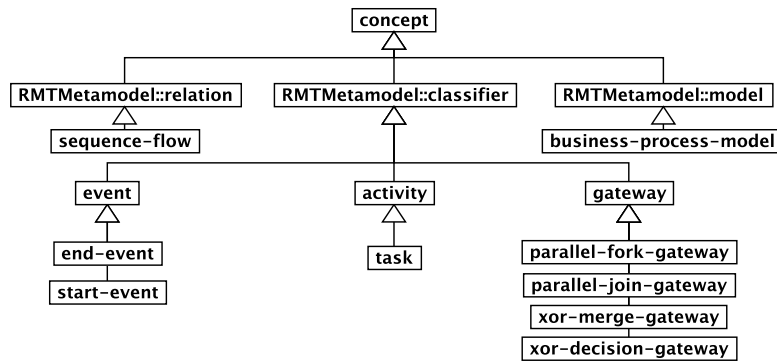 concept
RMTMetamodel::relation
RMTMetamodel::classifier
RMTMetamodel::model
sequence-flow
business-process-model
event
activity
gateway
end-event
task
parallel-fork-gateway
start-event
parallel-join-gateway
xor-merge-gateway
xor-decision-gateway